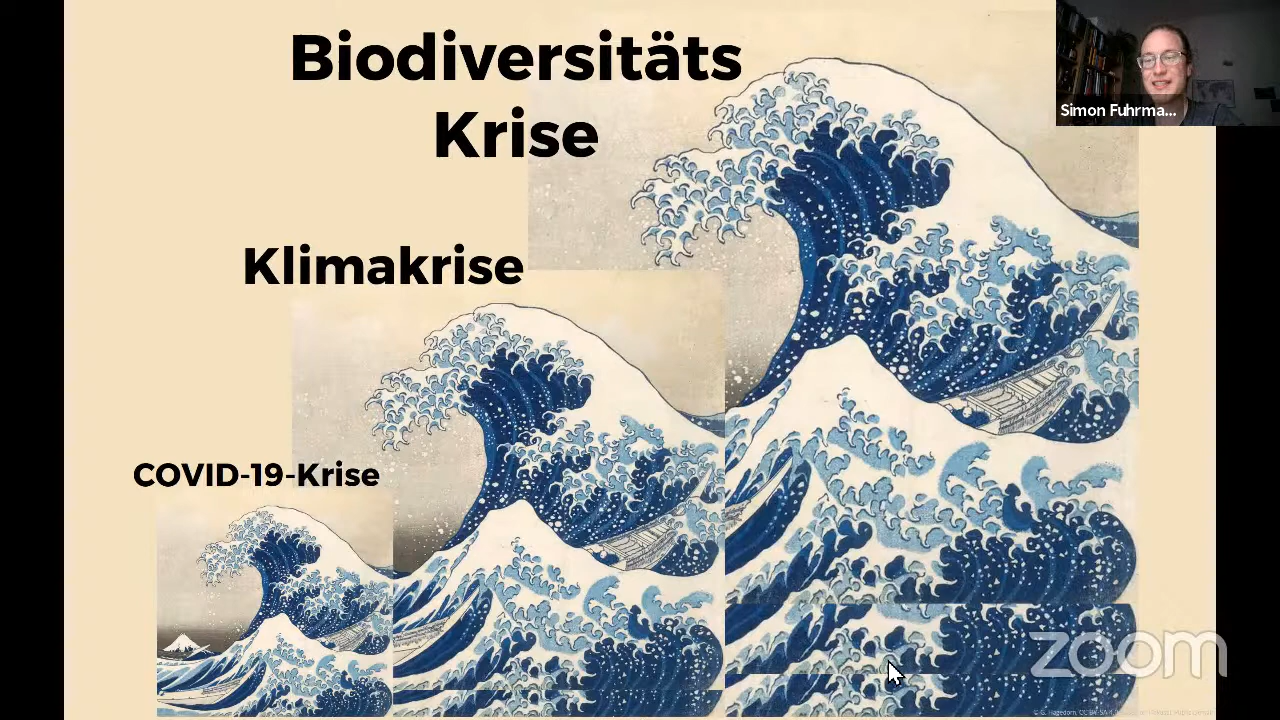 Biodiversitäts
Krise
Simon Fuhrma...
Klimakrise
COVID-19-Krise
zoom